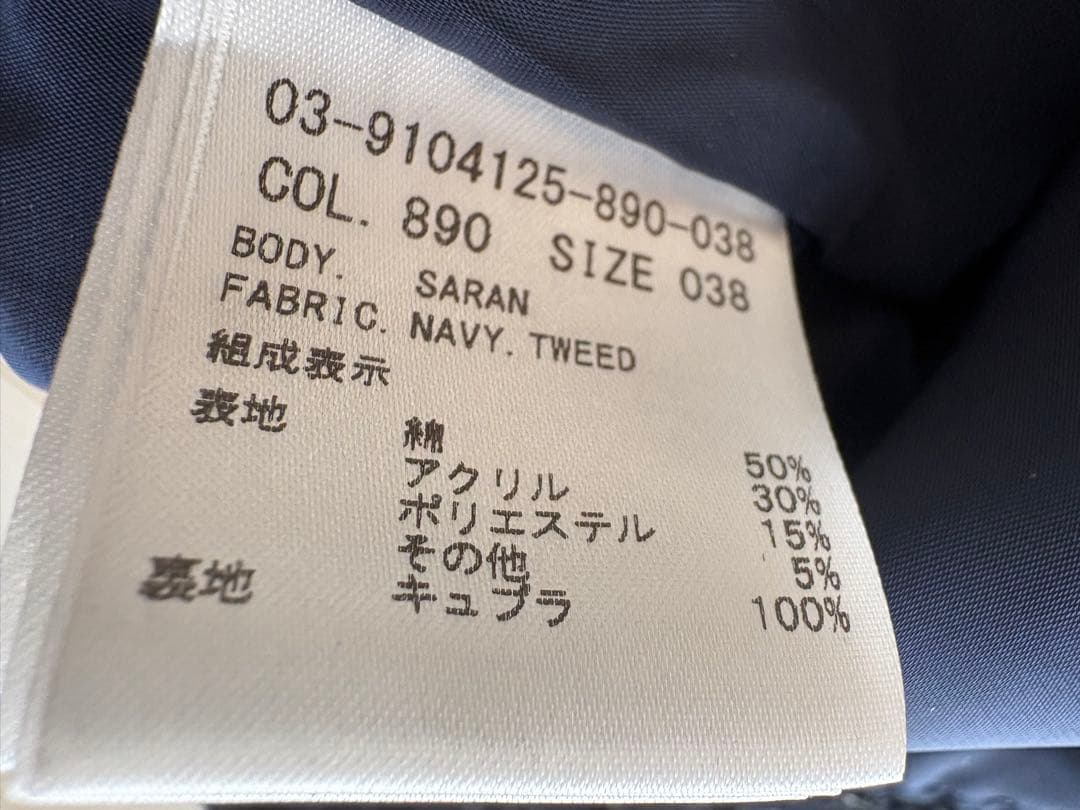 03-9104125-890-038
COL. 890 SIZE 038
BODY. SARAN
FABRIC. NAVY. TWEED
組成表示
表地
綿 50%
アクリル 30%
ポリエステル 15%
その他 5%
裏地 キュプラ 100%